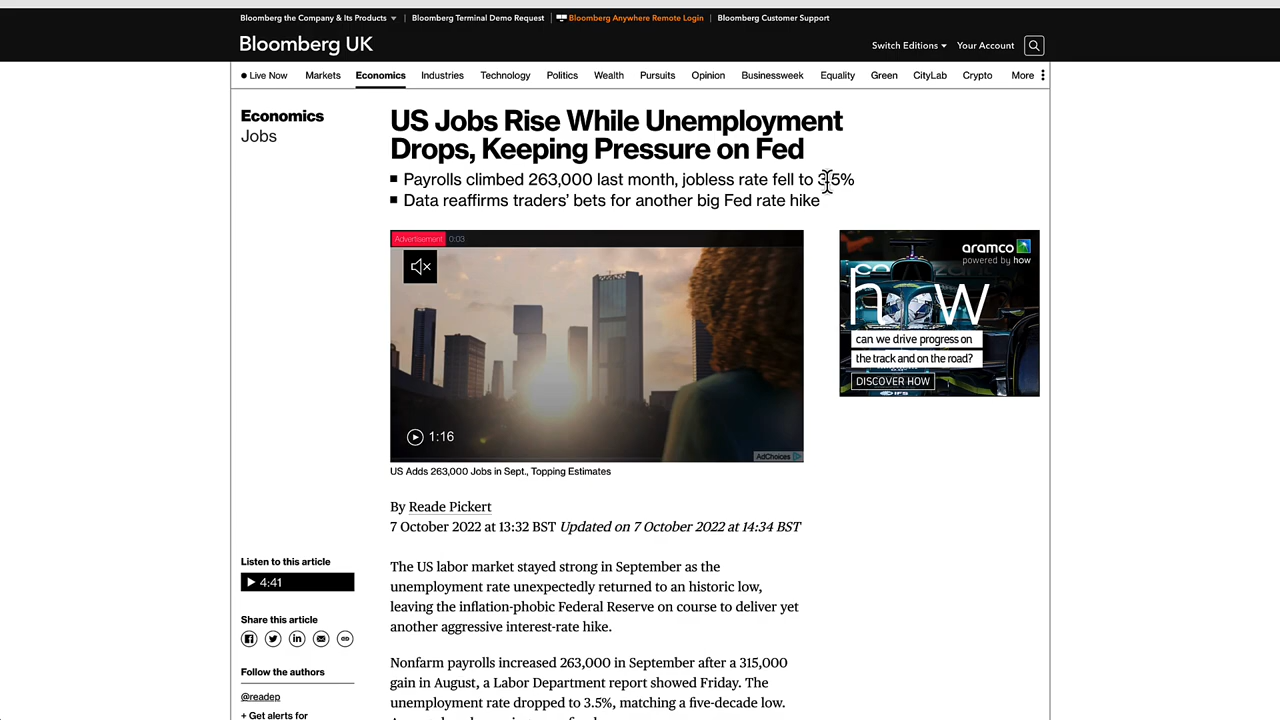 Bloomberg the Company & Its Products
Bloomberg Terminal Demo Request
Bloomberg Anywhere Remote Login
Bloomberg Customer Support
Bloomberg UK
Switch Editions
Your Account
Live Now
Markets
Economics
Industries
Technology
Politics
Wealth
Pursuits
Opinion
Businessweek
Equality
Green
CityLab
Crypto
More
Economics
Jobs
US Jobs Rise While Unemployment
Drops, Keeping Pressure on Fed
Payrolls climbed 263,000 last month, jobless rate fell to 3.5%
Data reaffirms traders' bets for another big Fed rate hike
Advertisement 0:03
1:16
AdChoices
US Adds 263,000 Jobs in Sept., Topping Estimates
aramco
powered by how
how
can we drive progress on
the track and on the road?
DISCOVER HOW
By Reade Pickert
7 October 2022 at 13:32 BST Updated on 7 October 2022 at 14:34 BST
Listen to this article
4:41
Share this article
Follow the authors
@readep
+ Get alerts for
The US labor market stayed strong in September as the
unemployment rate unexpectedly returned to an historic low,
leaving the inflation-phobic Federal Reserve on course to deliver yet
another aggressive interest-rate hike.
Nonfarm payrolls increased 263,000 in September after a 315,000
gain in August, a Labor Department report showed Friday. The
unemployment rate dropped to 3.5%, matching a five-decade low.